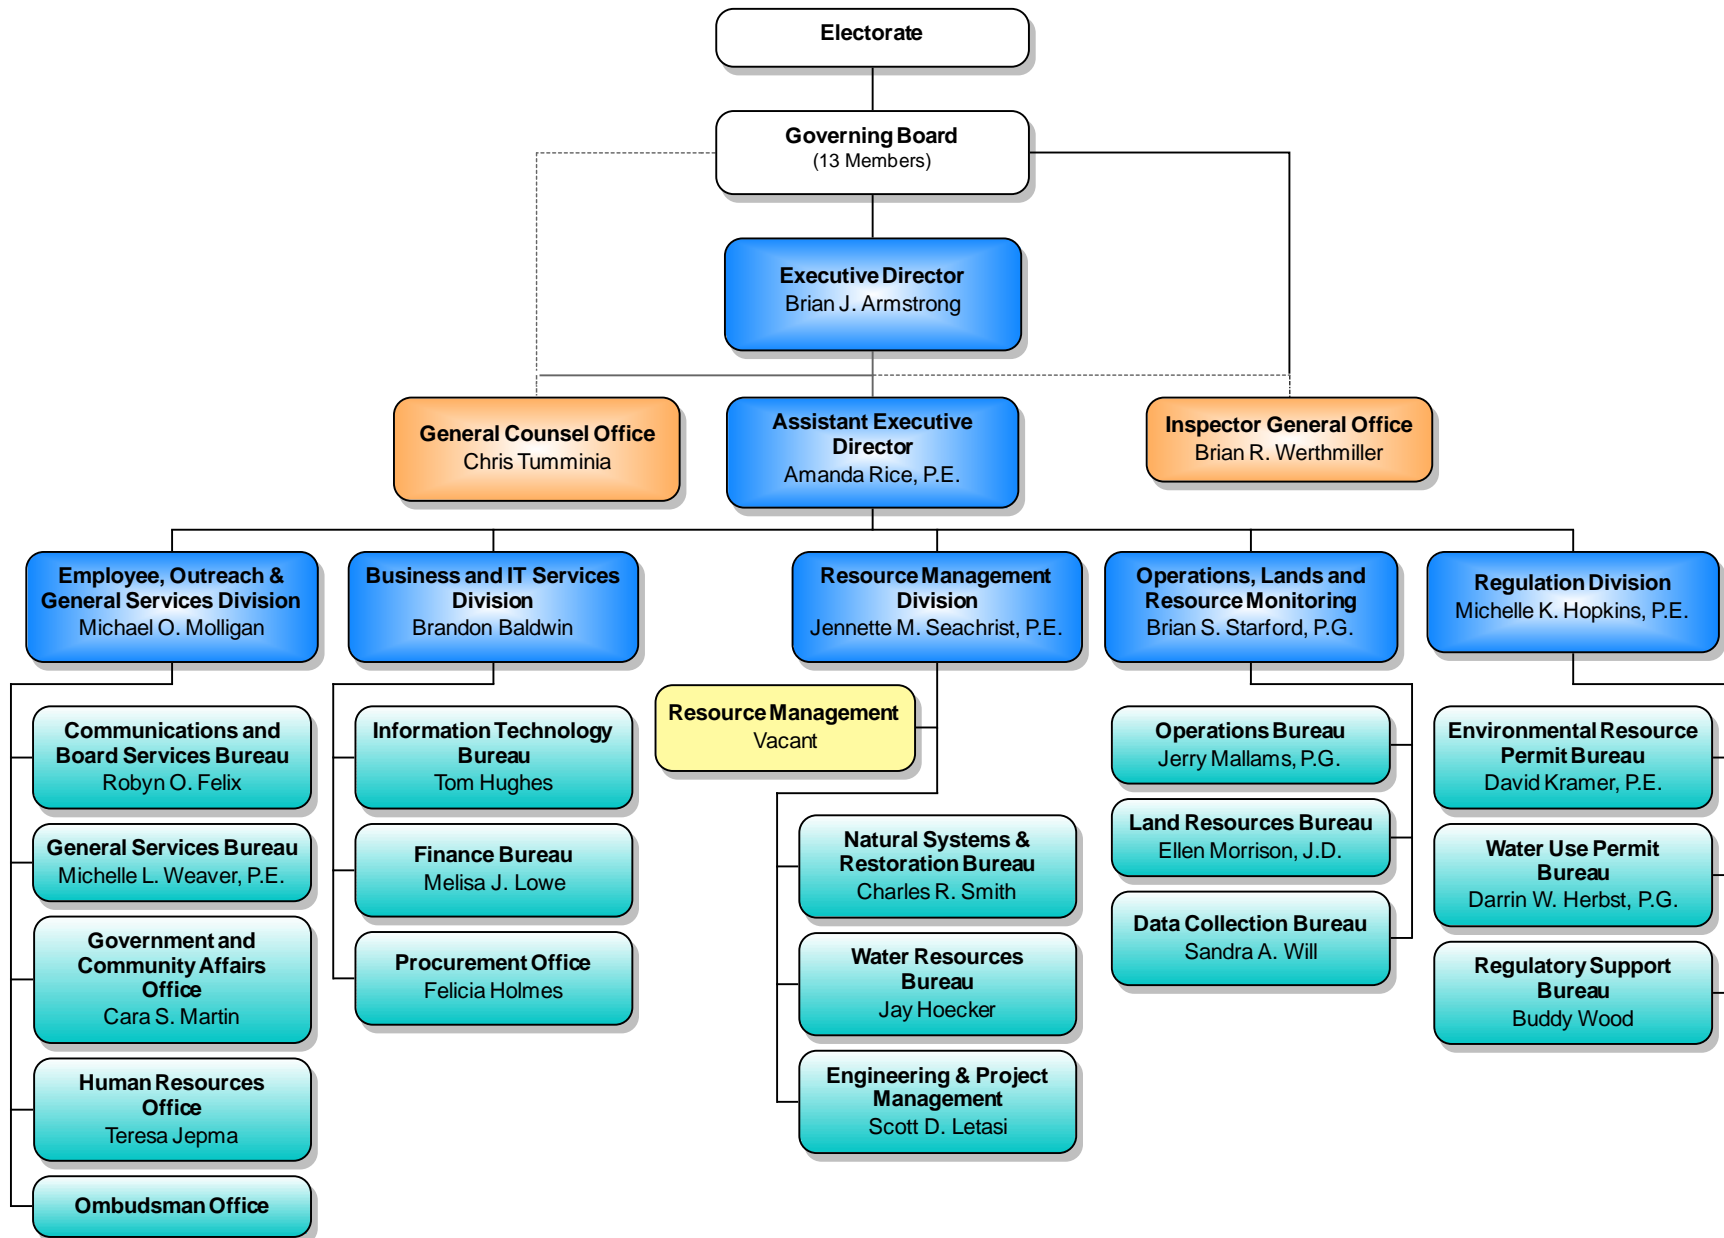 Electorate
Governing Board
(13 Members)
Executive Director
Brian J. Armstrong
General Counsel Office
Chris Tumminia
Assistant Executive
Director
Amanda Rice, P.E.
Inspector General Office
Brian R. Werthmiller
Employee, Outreach &
General Services Division
Michael O. Molligan
Business and IT Services
Division
Brandon Baldwin
Resource Management
Division
Jennette M. Seachrist, P.E.
Operations, Lands and
Resource Monitoring
Brian S. Starford, P.G.
Regulation Division
Michelle K. Hopkins, P.E.
Communications and
Board Services Bureau
Robyn O. Felix
General Services Bureau
Michelle L. Weaver, P.E.
Government and
Community Affairs
Office
Cara S. Martin
Human Resources
Office
Teresa Jepma
Ombudsman Office
Information Technology
Bureau
Tom Hughes
Finance Bureau
Melisa J. Lowe
Procurement Office
Felicia Holmes
Resource Management
Vacant
Natural Systems &
Restoration Bureau
Charles R. Smith
Water Resources
Bureau
Jay Hoecker
Engineering & Project
Management
Scott D. Letasi
Operations Bureau
Jerry Mallams, P.G.
Land Resources Bureau
Ellen Morrison, J.D.
Data Collection Bureau
Sandra A. Will
Environmental Resource
Permit Bureau
David Kramer, P.E.
Water Use Permit
Bureau
Darrin W. Herbst, P.G.
Regulatory Support
Bureau
Buddy Wood